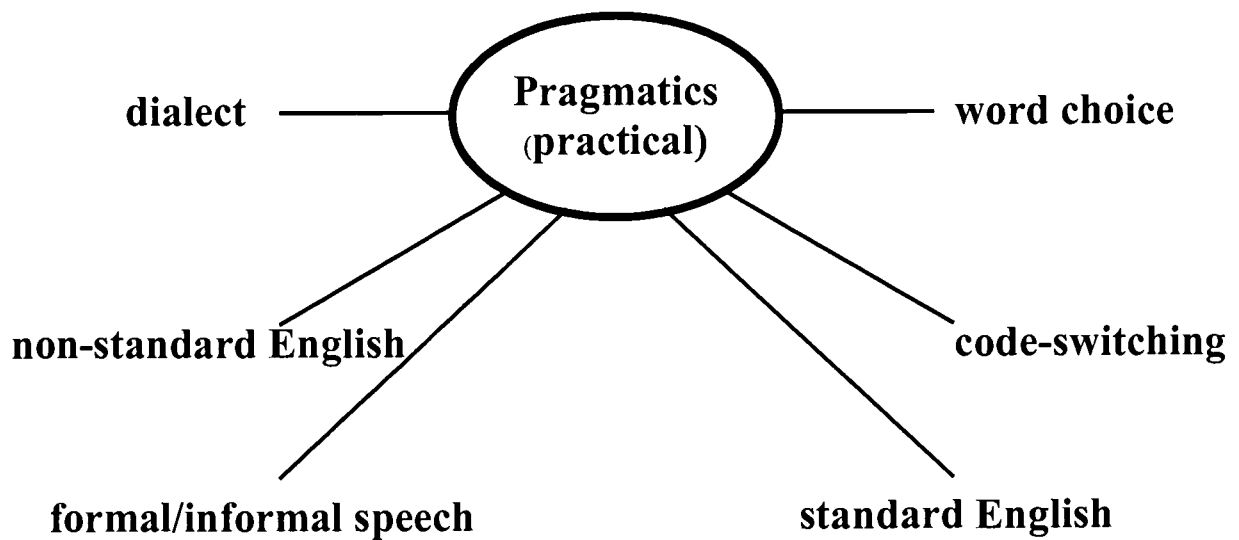 Pragmatics
(practical)
dialect
word choice
non-standard English
code-switching
formal/informal speech
standard English